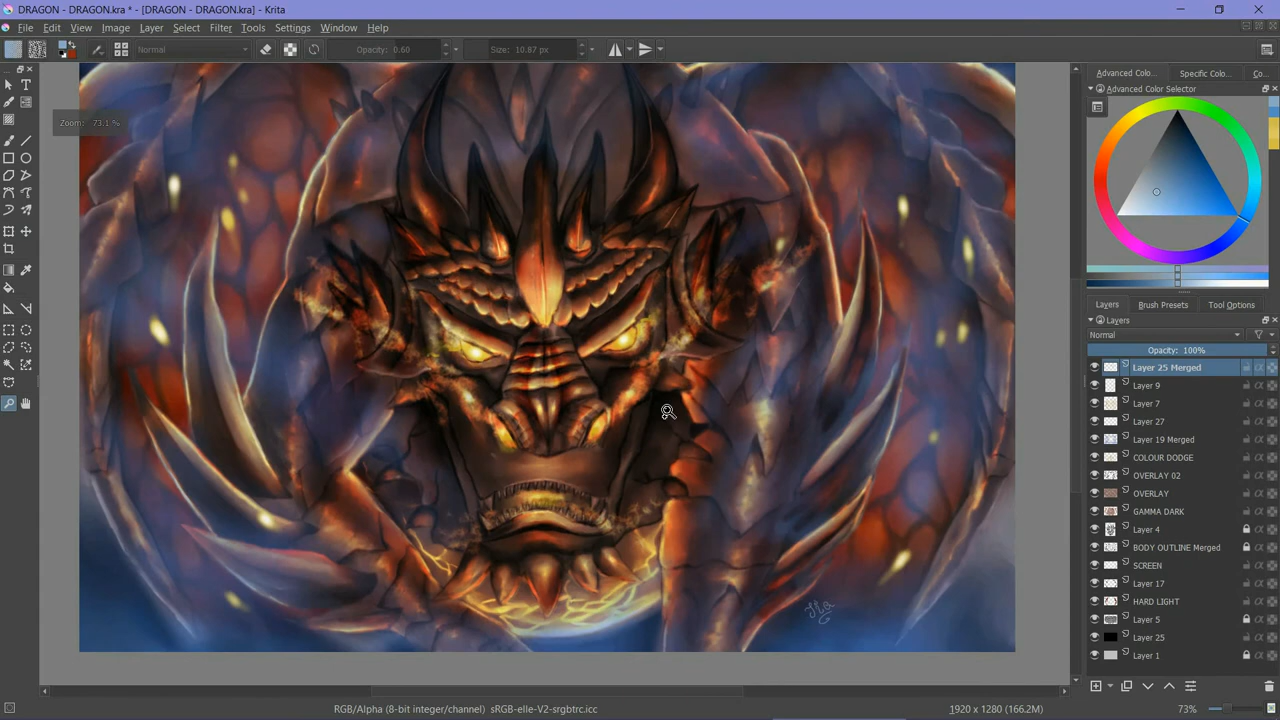 DRAGON - DRAGON.kra * - [DRAGON - DRAGON.kra] - Krita
File Edit View Image Layer Select Filter Tools Settings Window Help
Normal Opacity: 0.60 Size: 10.87 px
Advanced Colo... Specific Colo... Co...
Advanced Color Selector
Zoom: 73.1 %
Layers Brush Presets Tool Options
Layers
Normal
Opacity: 100%
Layer 25 Merged
Layer 9
Layer 7
Layer 27
Layer 19 Merged
COLOUR DODGE
OVERLAY 02
OVERLAY
GAMMA DARK
Layer 4
BODY OUTLINE Merged
SCREEN
Layer 17
HARD LIGHT
Layer 5
Layer 25
Layer 1
RGB/Alpha (8-bit integer/channel) sRGB-elle-V2-srgbtrc.icc 1920 x 1280 (166.2M) 73%